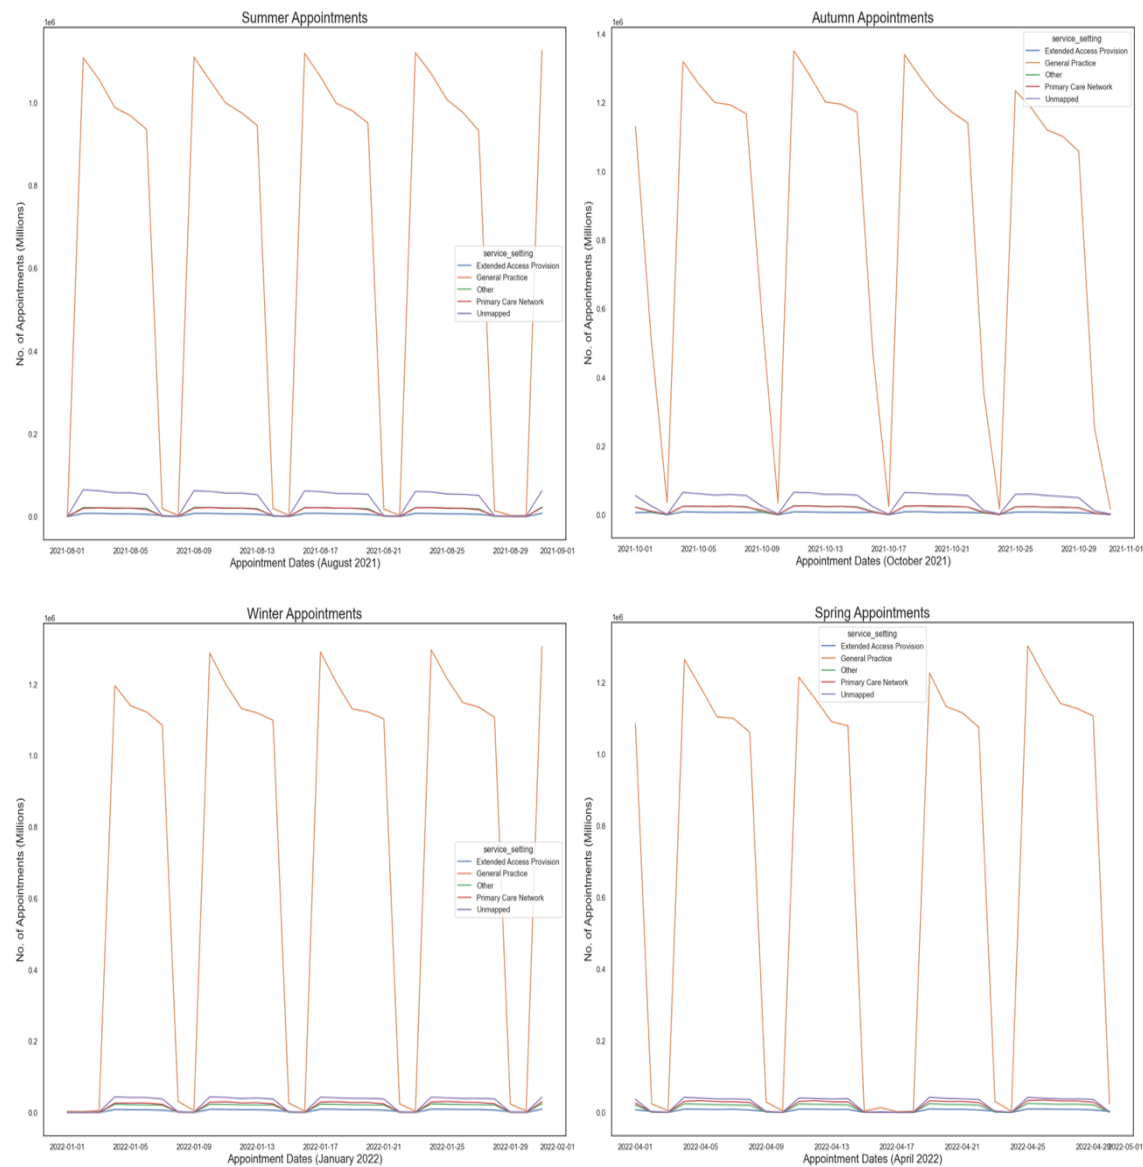 Summer Appointments
1e6
No. of Appointments (Millions)
1.0
0.8
0.6
0.4
0.2
0.0
service_setting
Extended Access Provision
General Practice
Other
Primary Care Network
Unmapped
2021-08-01 2021-08-05 2021-08-09 2021-08-13 2021-08-17 2021-08-21 2021-08-25 2021-08-29 2021-09-01
Appointment Dates (August 2021)
Autumn Appointments
1e6
No. of Appointments (Millions)
1.4
1.2
1.0
0.8
0.6
0.4
0.2
0.0
service_setting
Extended Access Provision
General Practice
Other
Primary Care Network
Unmapped
2021-10-01 2021-10-05 2021-10-09 2021-10-13 2021-10-17 2021-10-21 2021-10-25 2021-10-29 2021-11-01
Appointment Dates (October 2021)
Winter Appointments
1e6
No. of Appointments (Millions)
1.2
1.0
0.8
0.6
0.4
0.2
0.0
service_setting
Extended Access Provision
General Practice
Other
Primary Care Network
Unmapped
2022-01-01 2022-01-05 2022-01-09 2022-01-13 2022-01-17 2022-01-21 2022-01-25 2022-01-29 2022-02-01
Appointment Dates (January 2022)
Spring Appointments
1e6
No. of Appointments (Millions)
1.2
1.0
0.8
0.6
0.4
0.2
0.0
service_setting
Extended Access Provision
General Practice
Other
Primary Care Network
Unmapped
2022-04-01 2022-04-05 2022-04-09 2022-04-13 2022-04-17 2022-04-21 2022-04-25 2022-04-29 2022-05-01
Appointment Dates (April 2022)